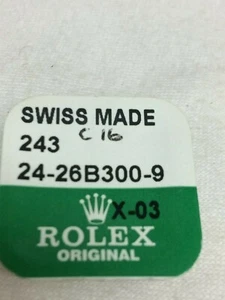 SWISS MADE
243 C16
24-26B300-9
X-03
ROLEX
ORIGINAL